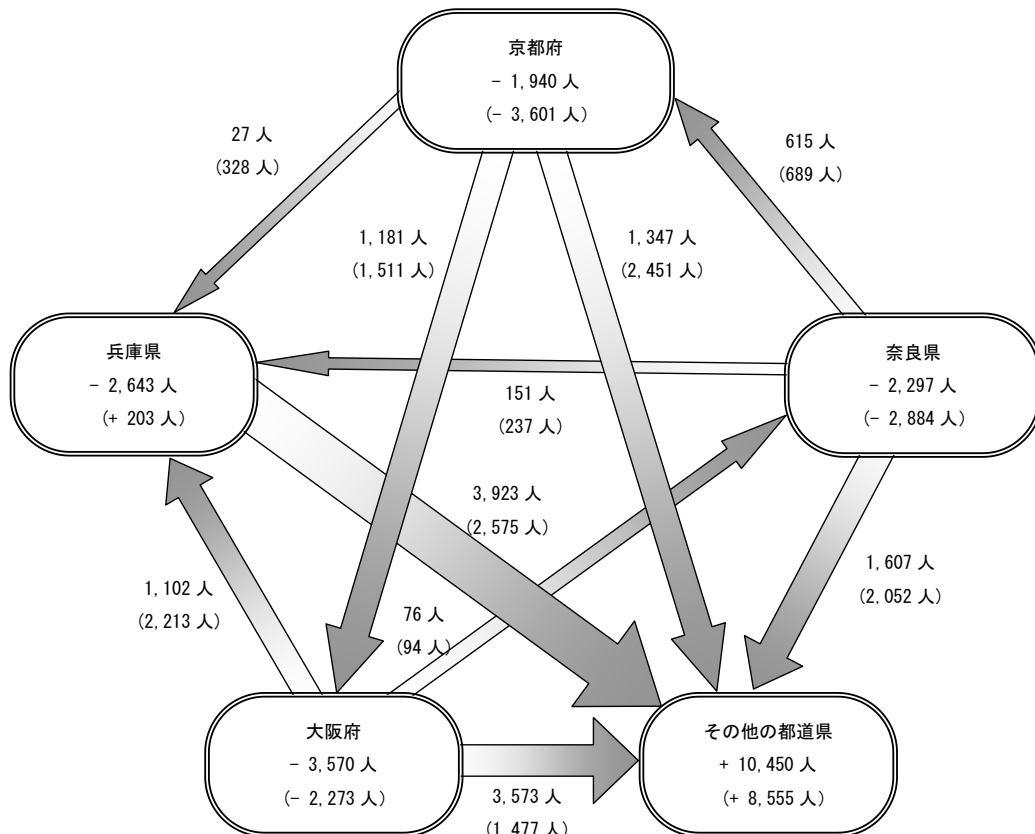 京都府
- 1,940 人
(- 3,601 人)
27 人
(328 人)
615 人
(689 人)
1,181 人
(1,511 人)
1,347 人
(2,451 人)
兵庫県
- 2,643 人
(+ 203 人)
奈良県
- 2,297 人
(- 2,884 人)
151 人
(237 人)
3,923 人
(2,575 人)
1,102 人
(2,213 人)
76 人
(94 人)
1,607 人
(2,052 人)
大阪府
- 3,570 人
(- 2,273 人)
3,573 人
(1,477 人)
その他の都道県
+ 10,450 人
(+ 8,555 人)